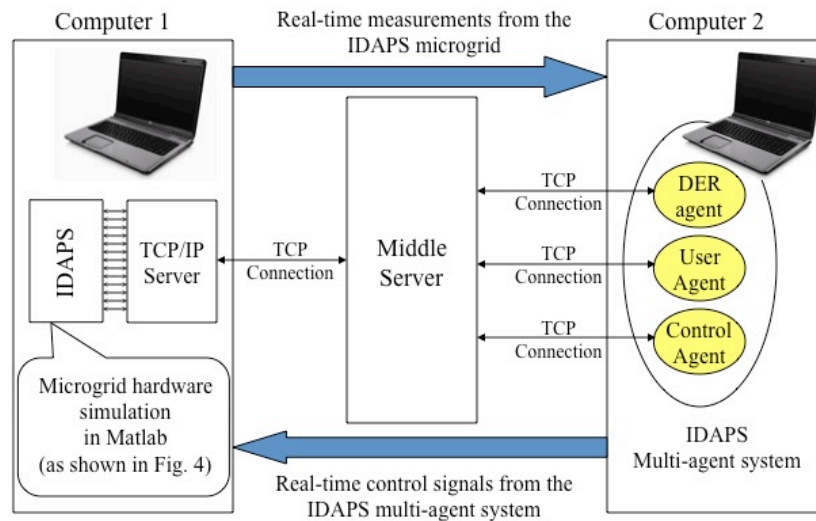 Computer 1
Real-time measurements from the
IDAPS microgrid
Computer 2
IDAPS
TCP/IP
Server
TCP
Connection
Middle
Server
TCP
Connection
DER
agent
TCP
Connection
User
Agent
TCP
Connection
Control
Agent
Microgrid hardware
simulation
in Matlab
(as shown in Fig. 4)
IDAPS
Multi-agent system
Real-time control signals from the
IDAPS multi-agent system